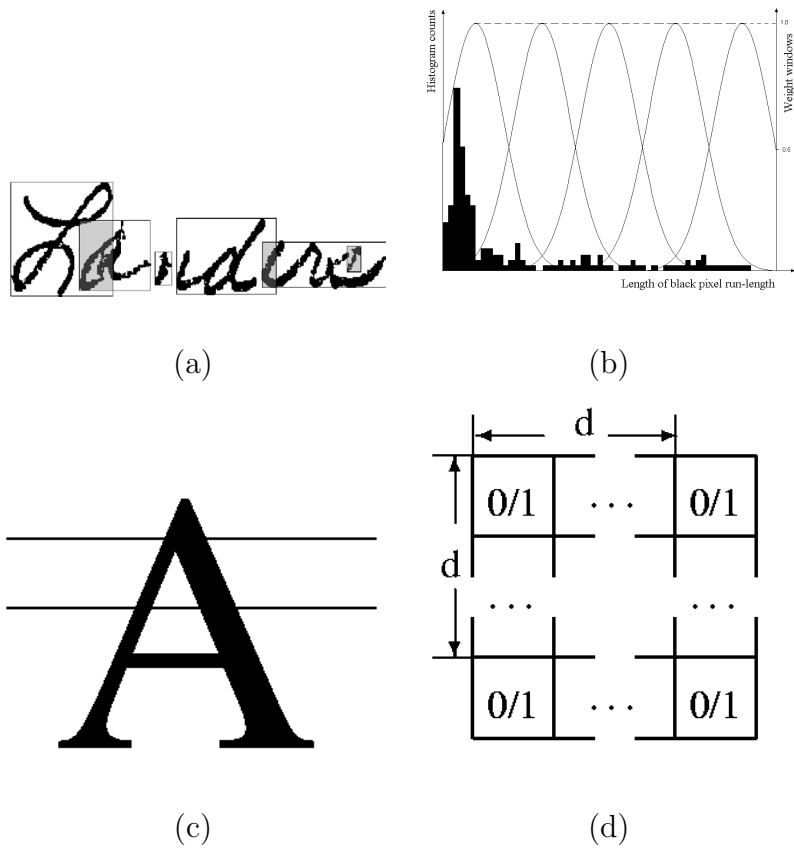 Landers
(a)
Histogram counts
1.0
Weight windows
0.5
Length of black pixel run-length
(b)
A
(c)
d
0/1 ... 0/1
d
... ...
0/1 ... 0/1
(d)